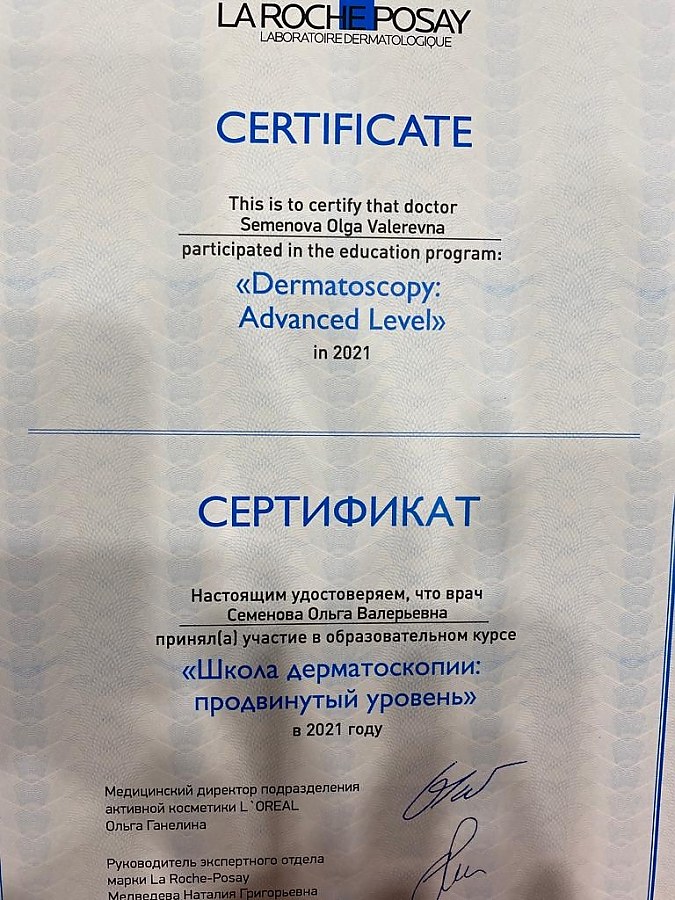 LA ROCHE POSAY
LABORATOIRE DERMATOLOGIQUE
CERTIFICATE
This is to certify that doctor
Semenova Olga Valerevna
participated in the education program:
«Dermatoscopy:
Advanced Level»
in 2021
СЕРТИФИКАТ
Настоящим удостоверяем, что врач
Семенова Ольга Валерьевна
принял(а) участие в образовательном курсе
«Школа дерматоскопии:
продвинутый уровень»
в 2021 году
Медицинский директор подразделения
активной косметики L`OREAL
Ольга Ганелина
Руководитель экспертного отдела
марки La Roche-Posay
Медведева Наталия Григорьевна